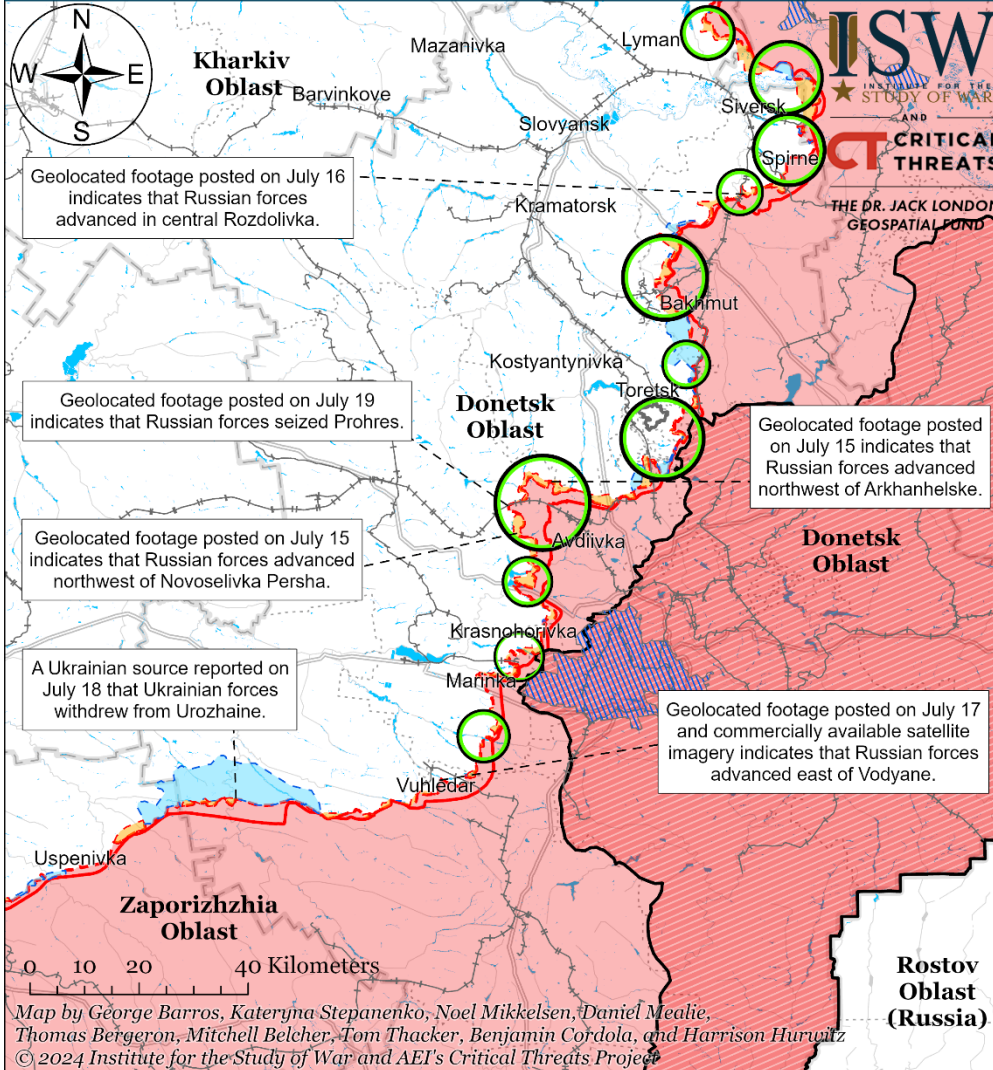 N
W
E
S
Kharkiv
Oblast
Mazanivka
Barvinkove
Lyman
Slovyansk
Siversk
Spirne
ISW
INSTITUTE FOR THE
STUDY OF WAR
AND
CT CRITICAL
THREATS
THE DR. JACK LONDON
GEOSPATIAL FUND
Geolocated footage posted on July 16
indicates that Russian forces
advanced in central Rozdolivka.
Kramatorsk
Bakhmut
Kostyantynivka
Toretsk
Geolocated footage posted on July 19
indicates that Russian forces seized Prohres.
Donetsk
Oblast
Geolocated footage posted
on July 15 indicates that
Russian forces advanced
northwest of Arkhanhelske.
Geolocated footage posted on July 15
indicates that Russian forces advanced
northwest of Novoselivka Persha.
Avdiivka
Donetsk
Oblast
Krasnohorivka
Marinka
A Ukrainian source reported on
July 18 that Ukrainian forces
withdrew from Urozhaine.
Geolocated footage posted on July 17
and commercially available satellite
imagery indicates that Russian forces
advanced east of Vodyane.
Vuhledar
Uspenivka
Zaporizhzhia
Oblast
0 10 20 40 Kilometers
Rostov
Oblast
(Russia)
Map by George Barros, Kateryna Stepanenko, Noel Mikkelsen, Daniel Mealie,
Thomas Bergeron, Mitchell Belcher, Tom Thacker, Benjamin Cordola, and Harrison Hurwitz
© 2024 Institute for the Study of War and AEI's Critical Threats Project